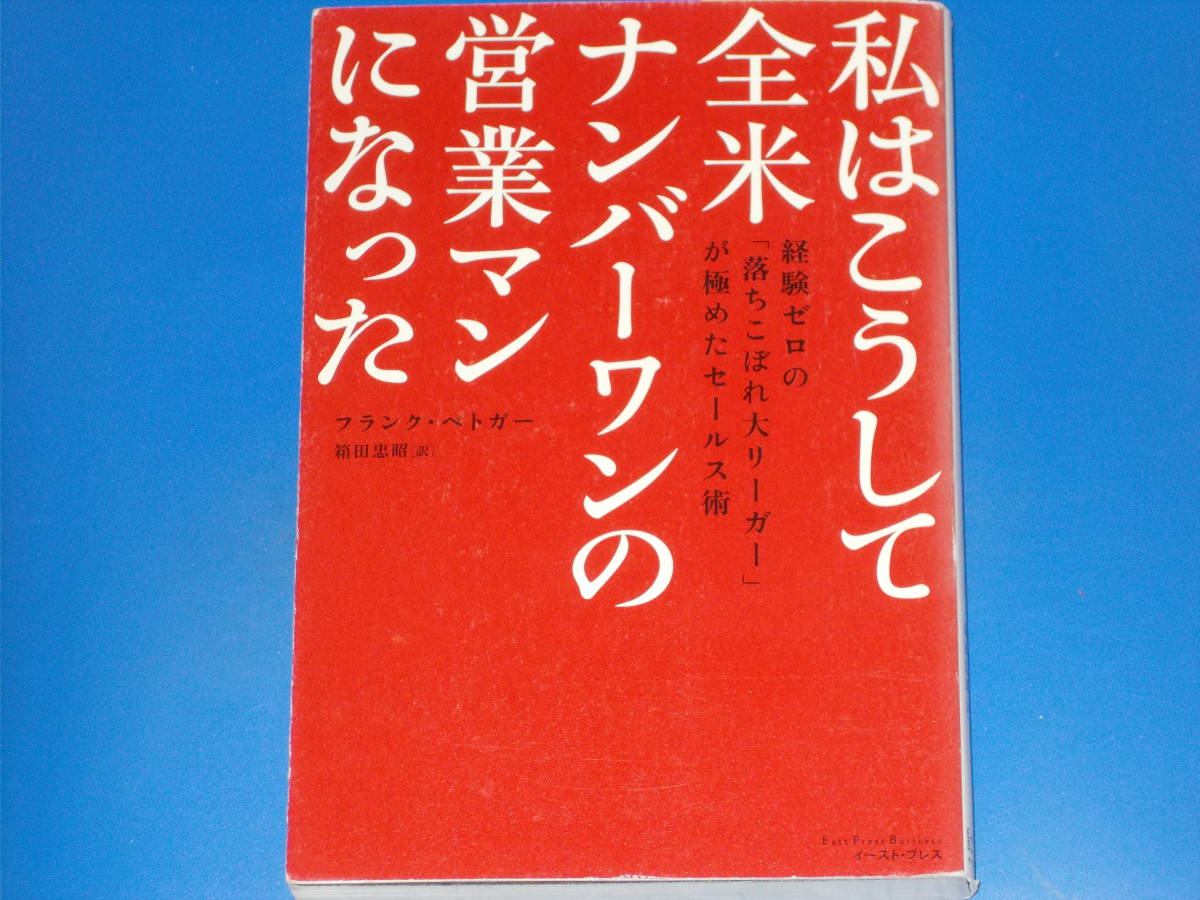 私はこうして
全米
ナンバーワンの
営業マン
になった
経験ゼロの
「落ちこぼれ大リーガー」
が極めたセールス術
フランク・ベトガー
箱田忠昭[訳]
East Press Business
イースト・プレス